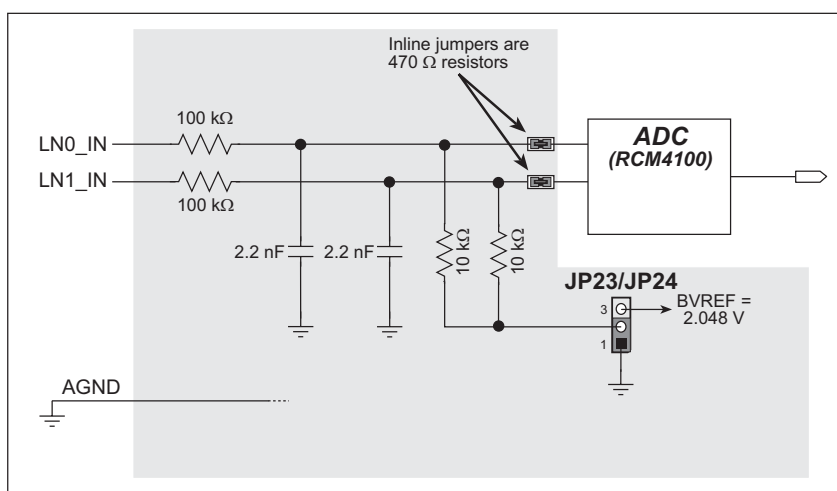 Inline jumpers are
470 Ω resistors
100 kΩ
LN0_IN
LN1_IN
100 kΩ
ADC
(RCM4100)
2.2 nF
2.2 nF
10 kΩ
10 kΩ
JP23/JP24
3
BVREF =
2.048 V
1
AGND